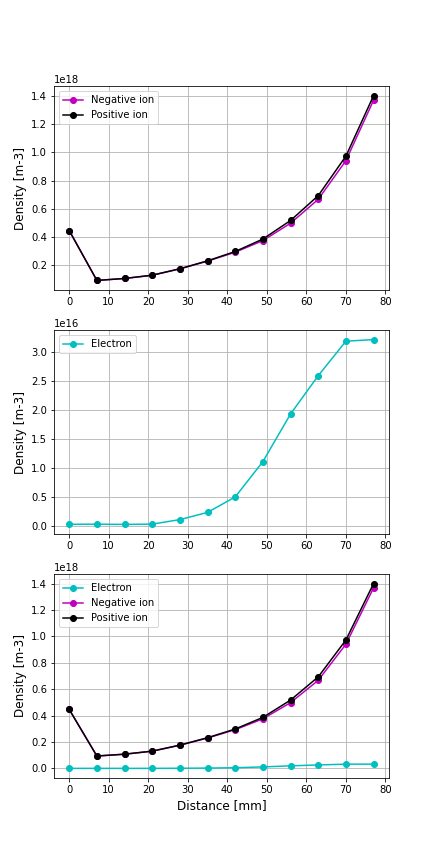 1e18
Negative ion
Positive ion
Density [m-3]
1.4
1.2
1.0
0.8
0.6
0.4
0.2
0 10 20 30 40 50 60 70 80
1e16
Electron
Density [m-3]
3.0
2.5
2.0
1.5
1.0
0.5
0.0
0 10 20 30 40 50 60 70 80
1e18
Electron
Negative ion
Positive ion
Density [m-3]
1.4
1.2
1.0
0.8
0.6
0.4
0.2
0.0
0 10 20 30 40 50 60 70 80
Distance [mm]